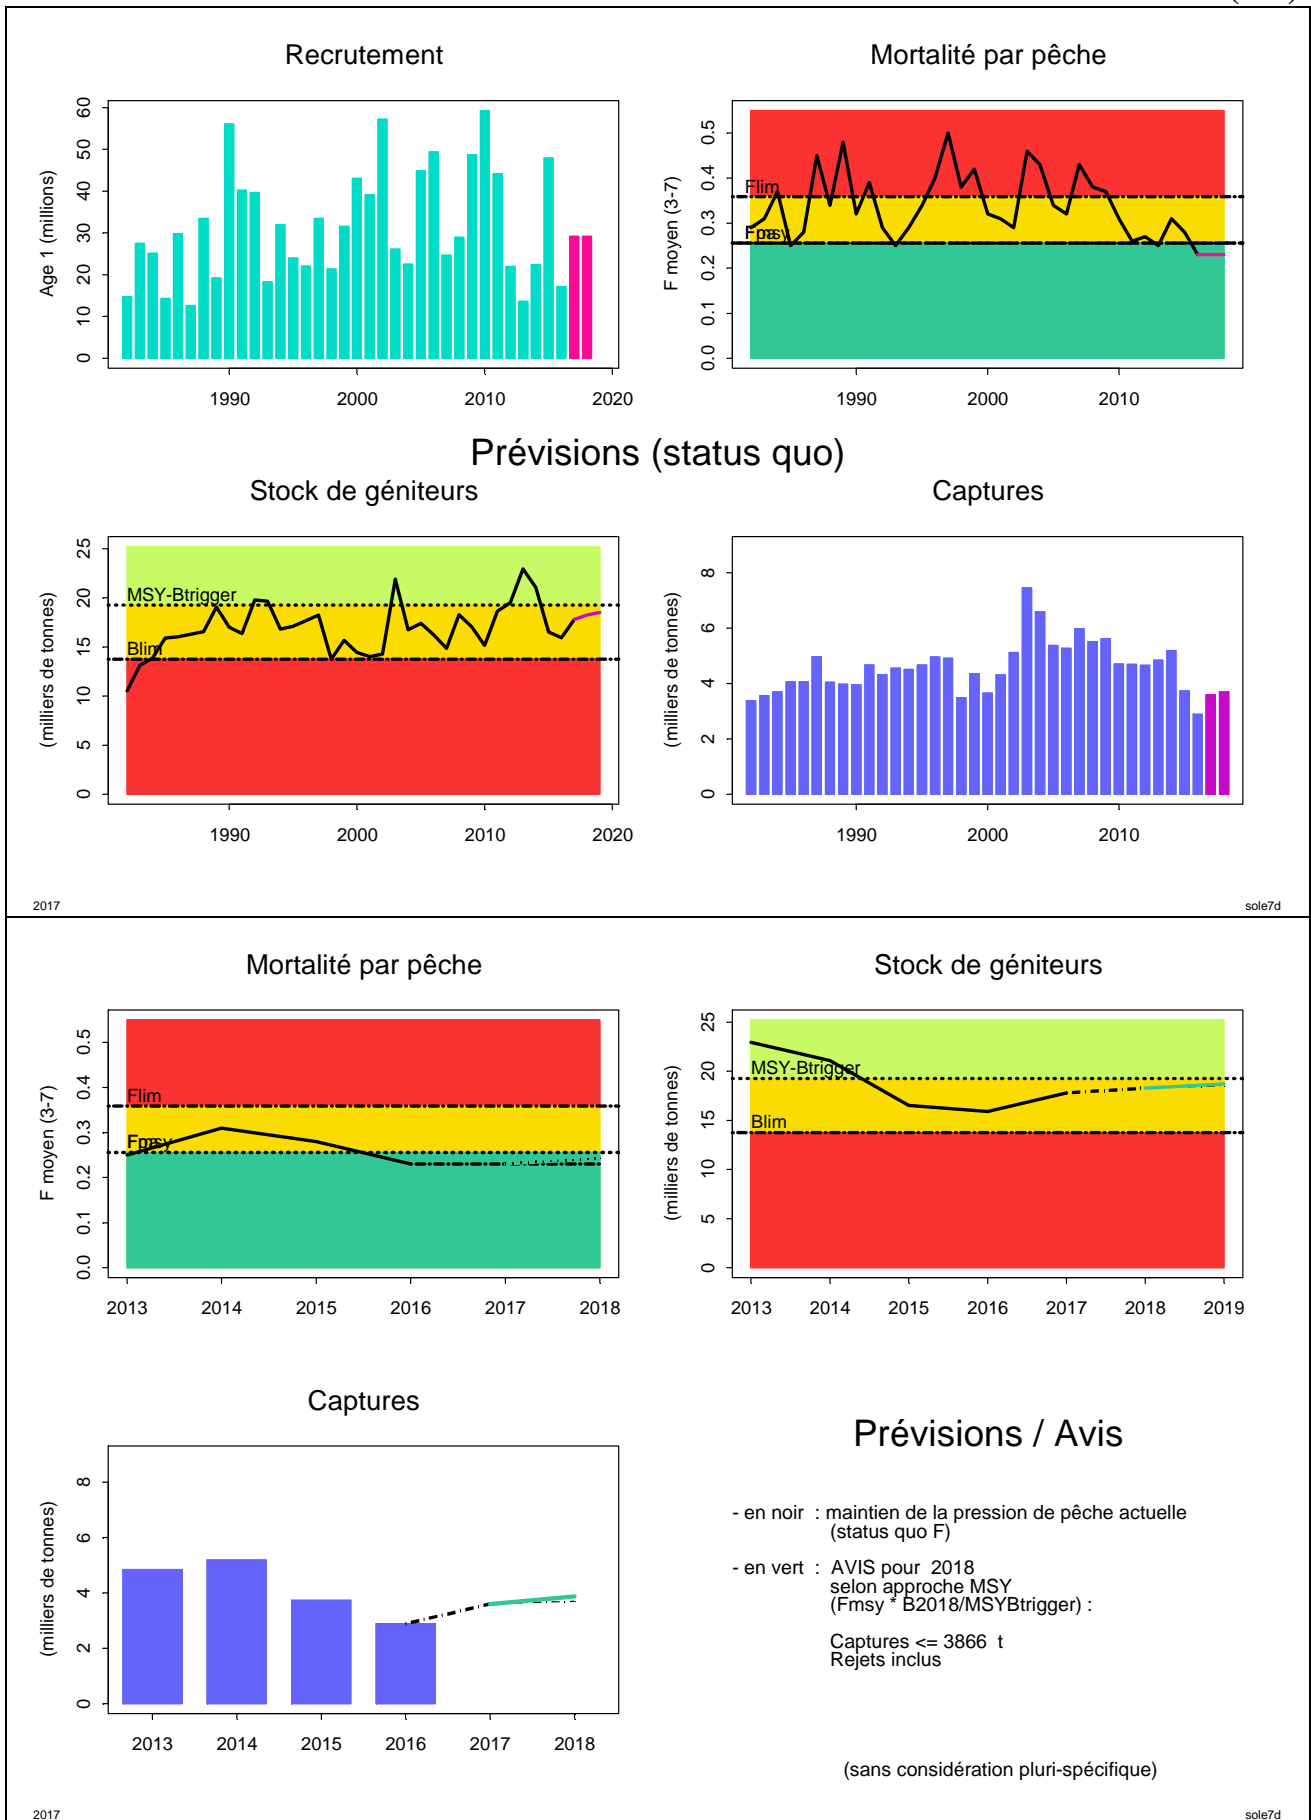 Recrutement
Age 1 (millions)
0 10 20 30 40 50 60
1990 2000 2010 2020
Mortalité par pêche
F moyen (3-7)
0.0 0.1 0.2 0.3 0.4 0.5
Flim
Fpa
Fmsy
1990 2000 2010
Prévisions (status quo)
Stock de géniteurs
(milliers de tonnes)
0 5 10 15 20 25
MSY-Btrigger
Blim
1990 2000 2010 2020
Captures
(milliers de tonnes)
0 2 4 6 8
1990 2000 2010
2017
sole7d
Mortalité par pêche
F moyen (3-7)
0.0 0.1 0.2 0.3 0.4 0.5
Flim
Fpa
Fmsy
2013 2014 2015 2016 2017 2018
Stock de géniteurs
(milliers de tonnes)
0 5 10 15 20 25
MSY-Btrigger
Blim
2013 2014 2015 2016 2017 2018 2019
Captures
(milliers de tonnes)
0 2 4 6 8
2013 2014 2015 2016 2017 2018
Prévisions / Avis
- en noir : maintien de la pression de pêche actuelle
(status quo F)
- en vert : AVIS pour 2018
selon approche MSY
(Fmsy * B2018/MSYBtrigger) :
Captures <= 3866 t
Rejets inclus
(sans considération pluri-spécifique)
2017
sole7d